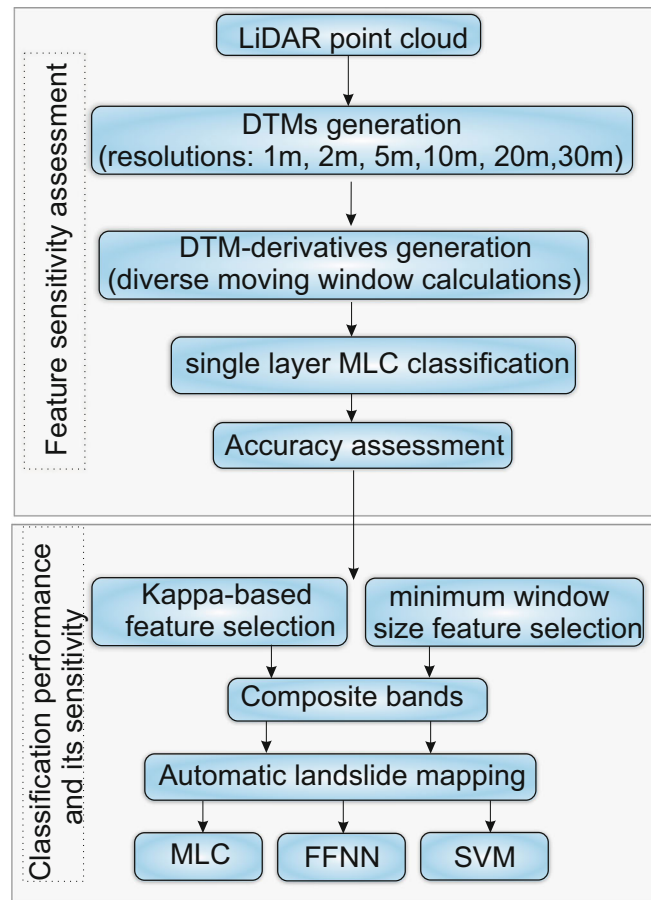 Feature sensitivity assessment
LiDAR point cloud
DTMs generation
(resolutions: 1m, 2m, 5m,10m, 20m,30m)
DTM-derivatives generation
(diverse moving window calculations)
single layer MLC classification
Accuracy assessment
Classification performance
and its sensitivity
Kappa-based
feature selection
minimum window
size feature selection
Composite bands
Automatic landslide mapping
MLC
FFNN
SVM